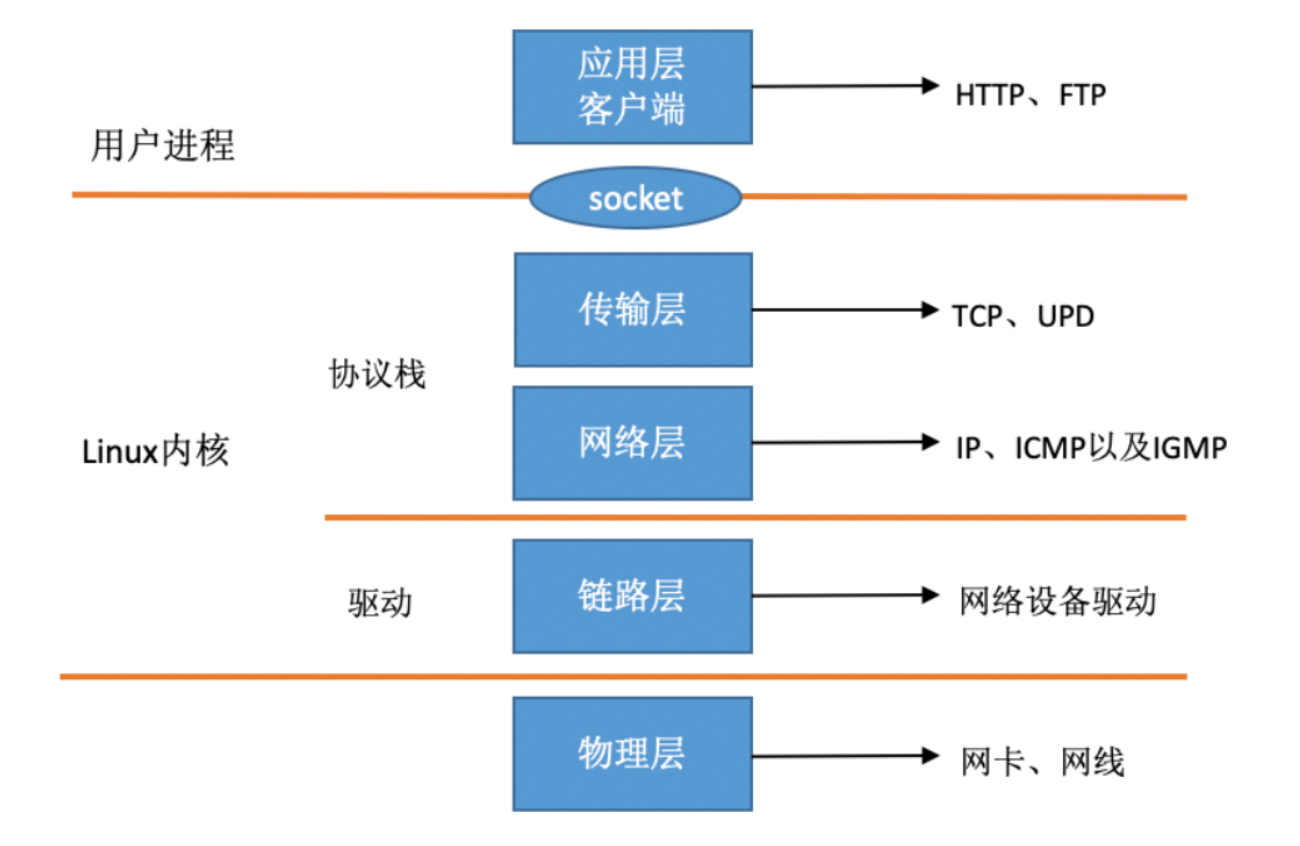 应用层
客户端
HTTP、FTP
用户进程
socket
传输层
TCP、UPD
协议栈
网络层
IP、ICMP以及IGMP
Linux内核
链路层
驱动
网络设备驱动
物理层
网卡、网线